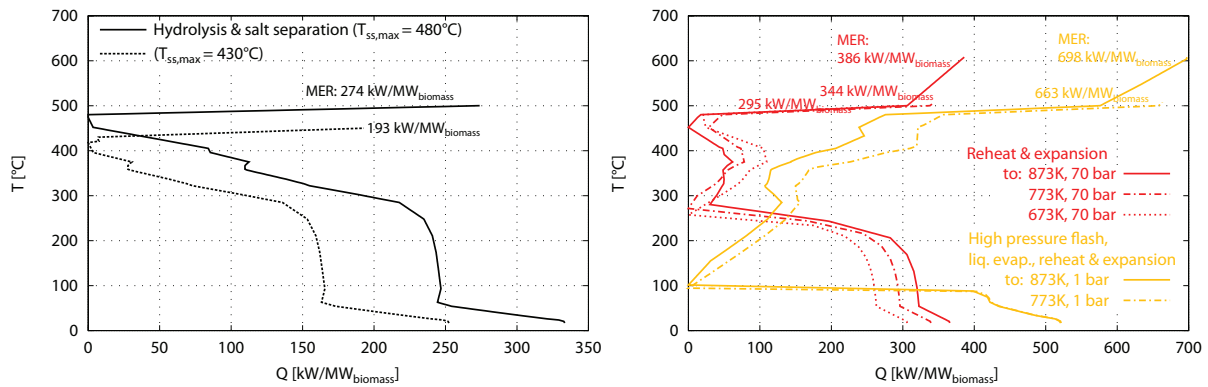 700
600
500
400
300
200
100
0
T [°C]
0 50 100 150 200 250 300 350
Q [kW/MWbiomass]
Hydrolysis & salt separation (Tss,max = 480°C)
(Tss,max = 430°C)
MER: 274 kW/MWbiomass
193 kW/MWbiomass
700
600
500
400
300
200
100
0
T [°C]
0 100 200 300 400 500 600 700
Q [kW/MWbiomass]
MER:
386 kW/MWbiomass
344 kW/MWbiomass
295 kW/MWbiomass
MER:
698 kW/MWbiomass
663 kW/MWbiomass
Reheat & expansion
to: 873K, 70 bar
773K, 70 bar
673K, 70 bar
High pressure flash,
liq. evap., reheat & expansion
to: 873K, 1 bar
773K, 1 bar